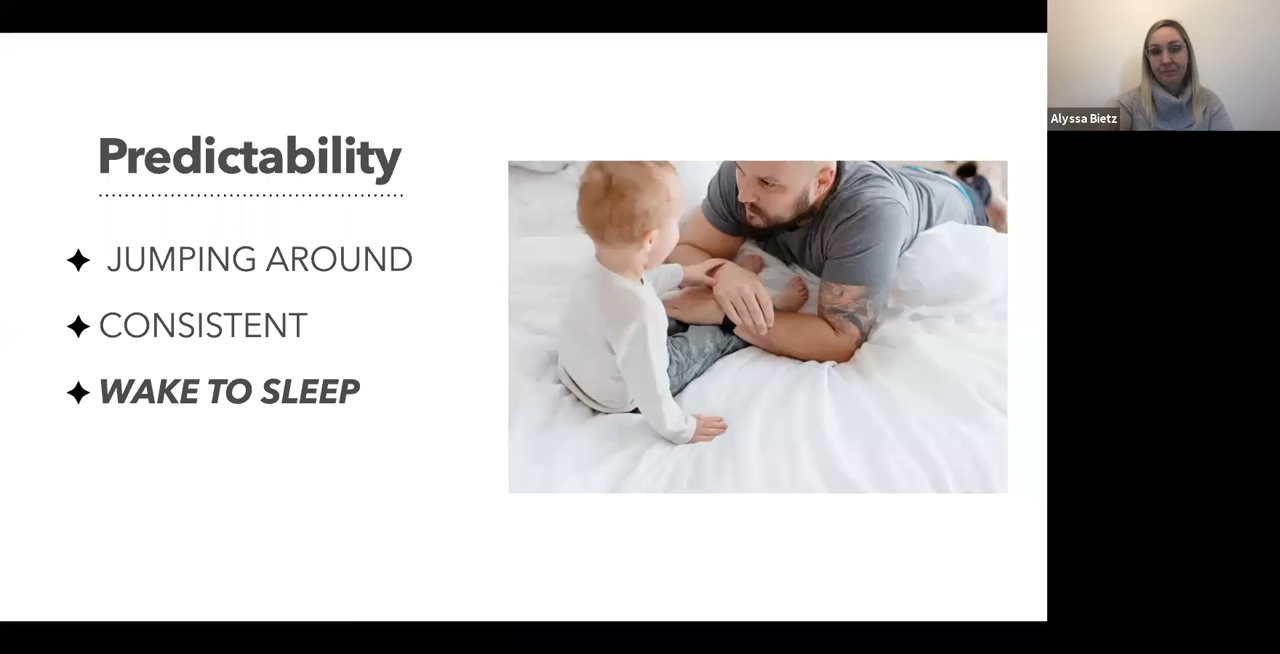 Predictability
JUMPING AROUND
CONSISTENT
WAKE TO SLEEP
Alyssa Bietz